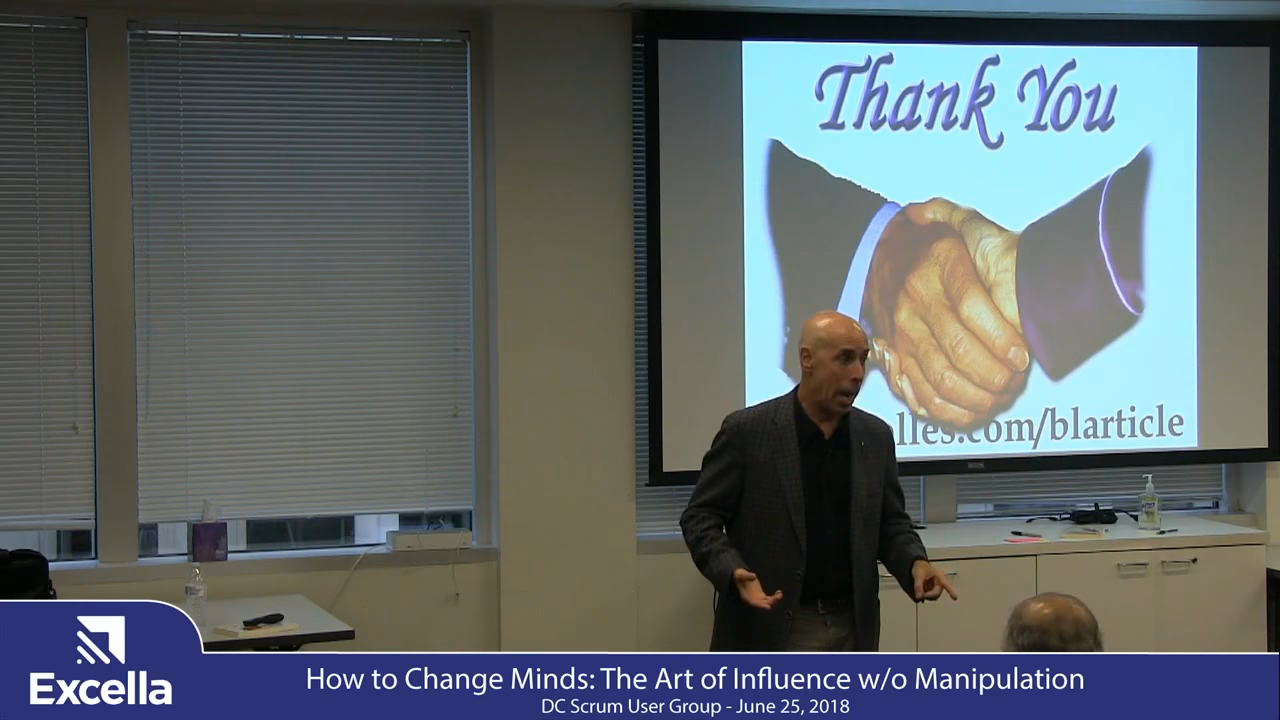 Thank You
lles.com/blarticle
Excella
How to Change Minds: The Art of Influence w/o Manipulation
DC Scrum User Group - June 25, 2018